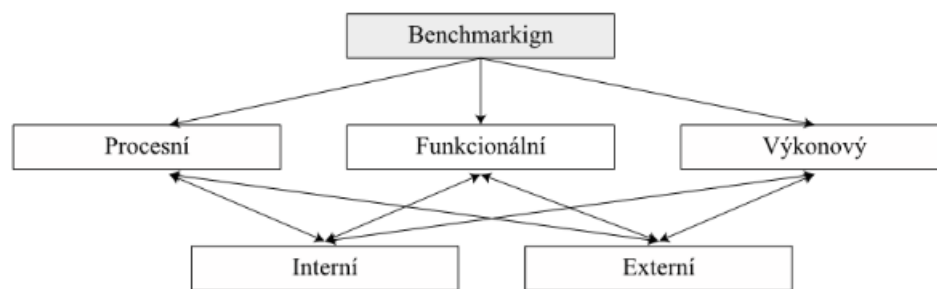 Benchmarkign
Procesní
Funkcionální
Výkonový
Interní
Externí